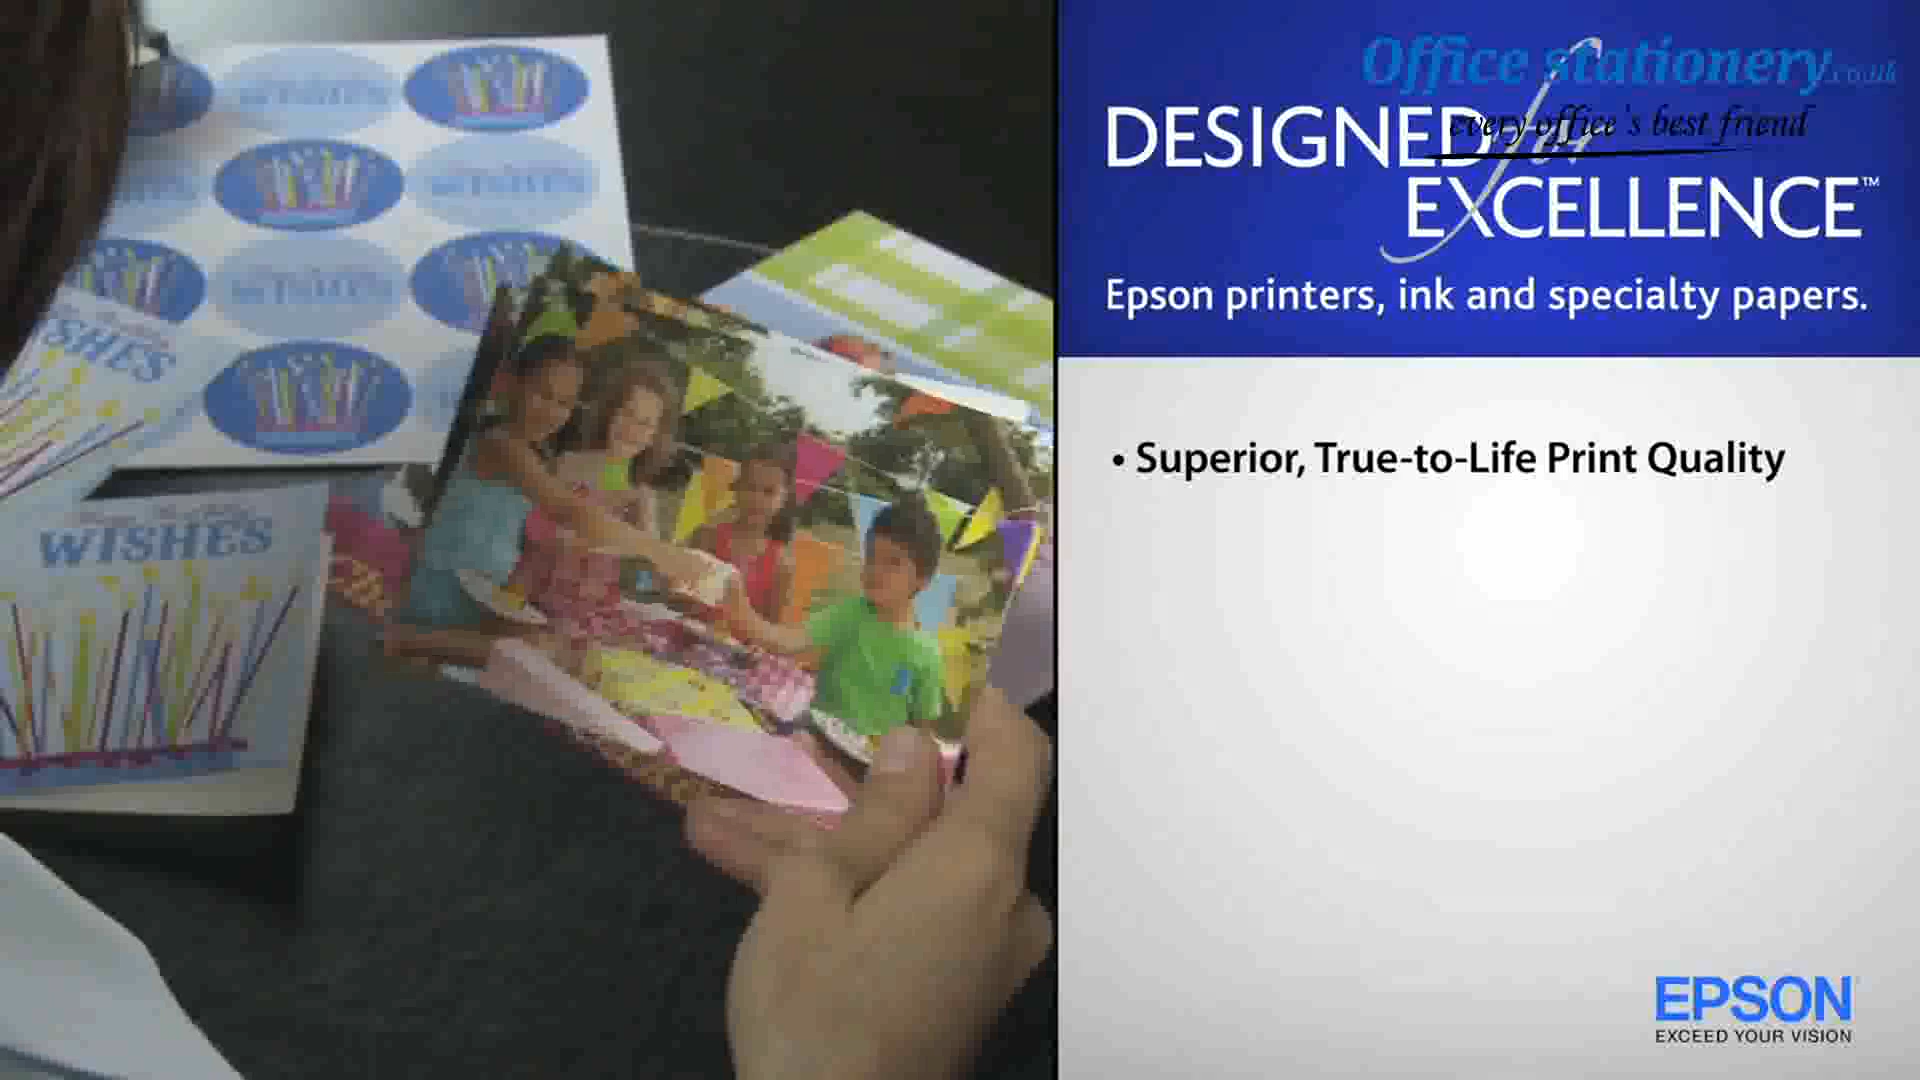 Office stationery.co.uk
every office's best friend
DESIGNED for
EXCELLENCE™
Epson printers, ink and specialty papers.
• Superior, True-to-Life Print Quality
WISHES
WISHES
EPSON
EXCEED YOUR VISION